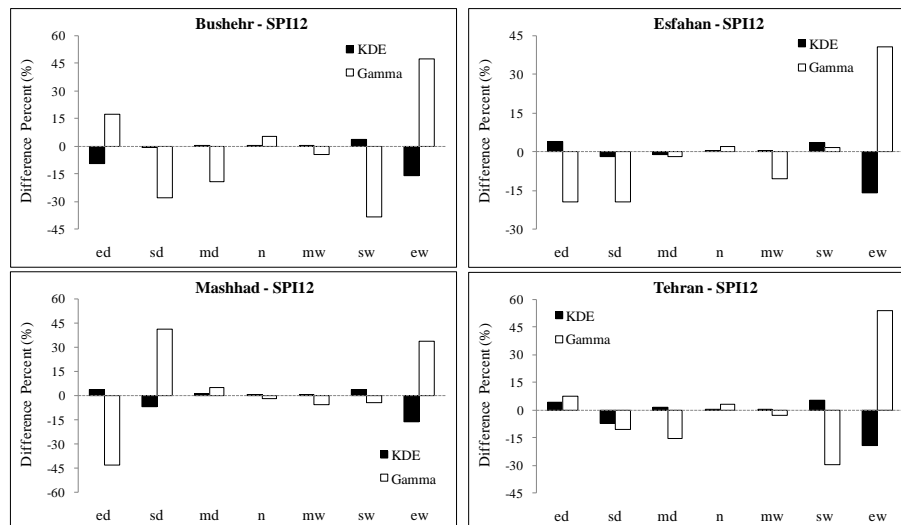 Bushehr - SPI12
Difference Percent (%)
60
45
30
15
0
-15
-30
-45
KDE
Gamma
ed sd md n mw sw ew
Esfahan - SPI12
Difference Percent (%)
45
30
15
0
-15
-30
KDE
Gamma
ed sd md n mw sw ew
Mashhad - SPI12
Difference Percent (%)
60
45
30
15
0
-15
-30
-45
-60
KDE
Gamma
ed sd md n mw sw ew
Tehran - SPI12
Difference Percent (%)
60
45
30
15
0
-15
-30
-45
KDE
Gamma
ed sd md n mw sw ew